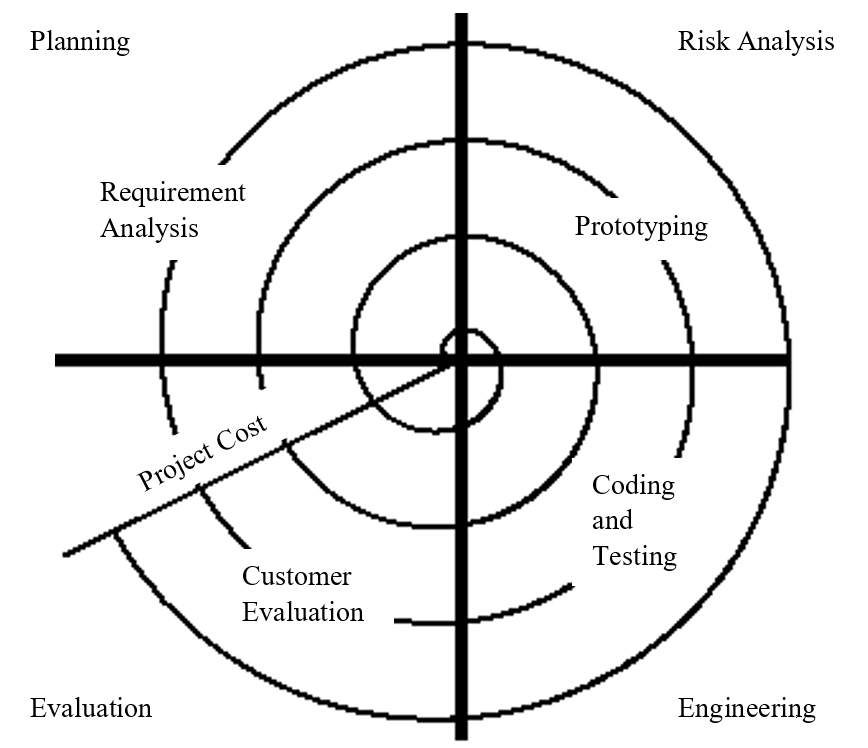 Planning
Risk Analysis
Requirement
Analysis
Prototyping
Project Cost
Coding
and
Testing
Customer
Evaluation
Evaluation
Engineering